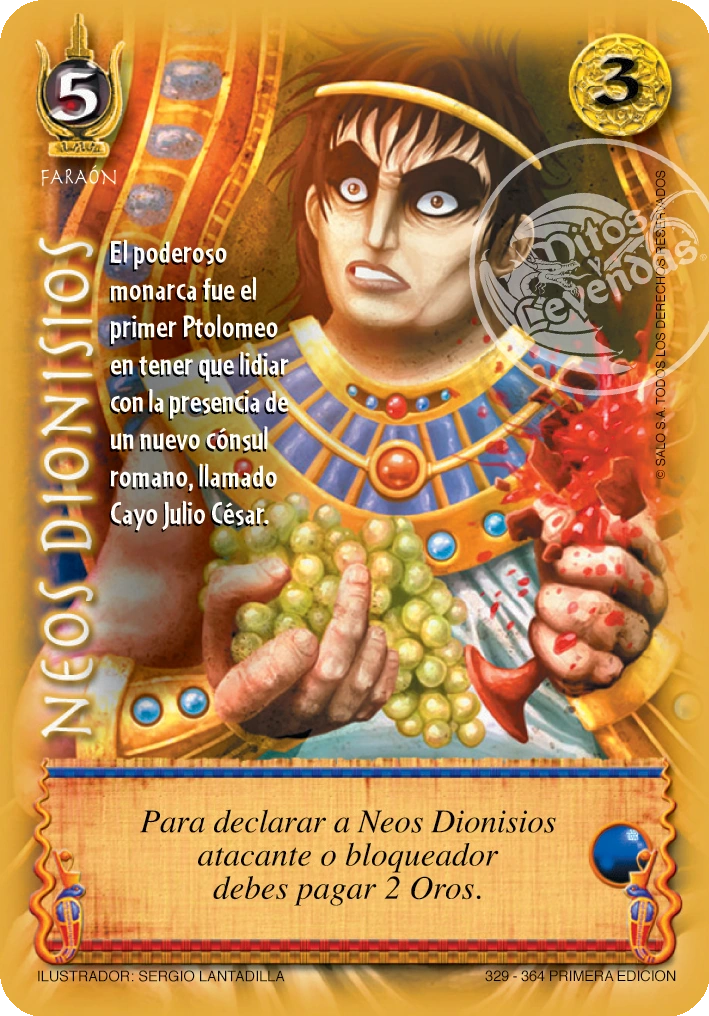 5
3
FARAÓN
NEOS DIONISIOS
El poderoso
monarca fue el
primer Ptolomeo
en tener que lidiar
con la presencia de
un nuevo cónsul
romano, llamado
Cayo Julio César.
Mitos y
Leyendas®
© SALO S.A. TODOS LOS DERECHOS RESERVADOS
Para declarar a Neos Dionisios
atacante o bloqueador
debes pagar 2 Oros.
ILUSTRADOR: SERGIO LANTADILLA
329 - 364 PRIMERA EDICION